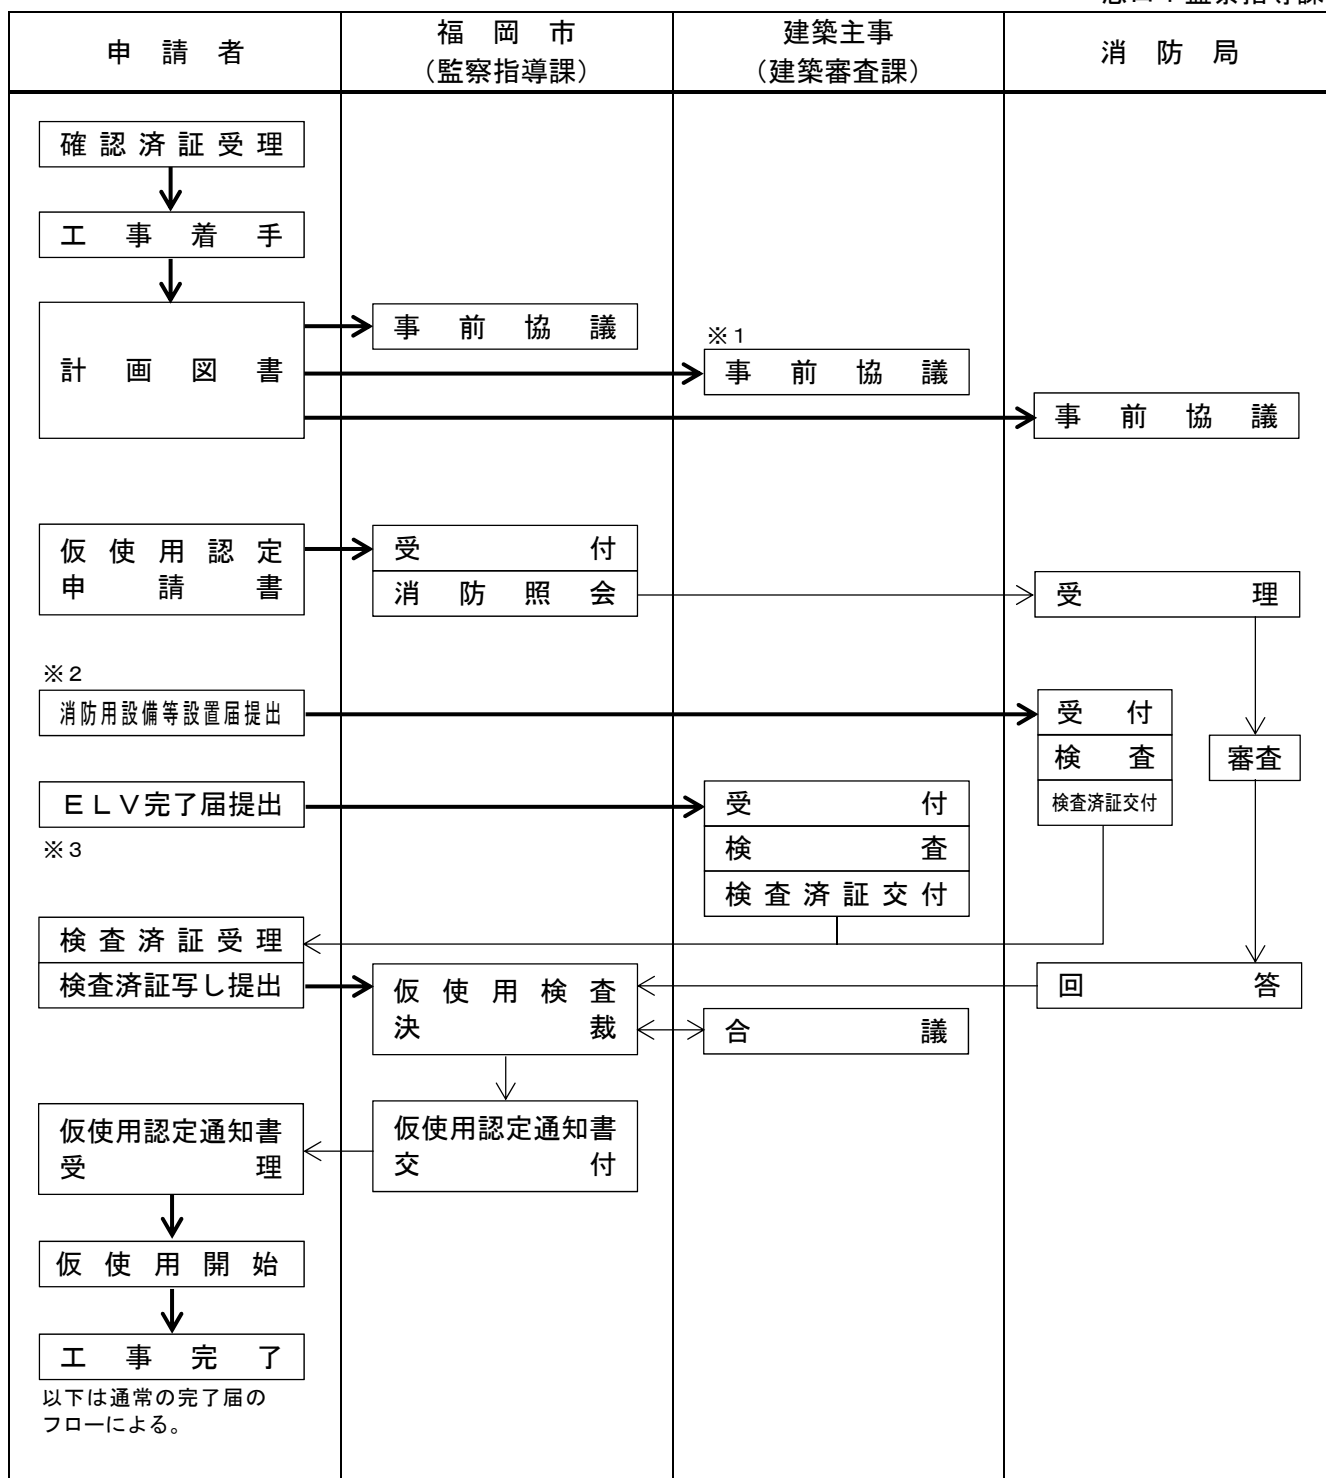 申請者
福岡市
(監察指導課)
建築主事
(建築審査課)
消防局
確認済証受理
工事着手
計画図書
事前協議
※1
事前協議
事前協議
仮使用認定
申請書
受付
消防照会
受理
※2
消防用設備等設置届提出
受付
検査
検査済証交付
審査
ELV完了届提出
※3
受付
検査
検査済証交付
検査済証受理
検査済証写し提出
仮使用検査
決裁
回答
合議
仮使用認定通知書
受理
仮使用認定通知書
交付
仮使用開始
工事完了
以下は通常の完了届の
フローによる。